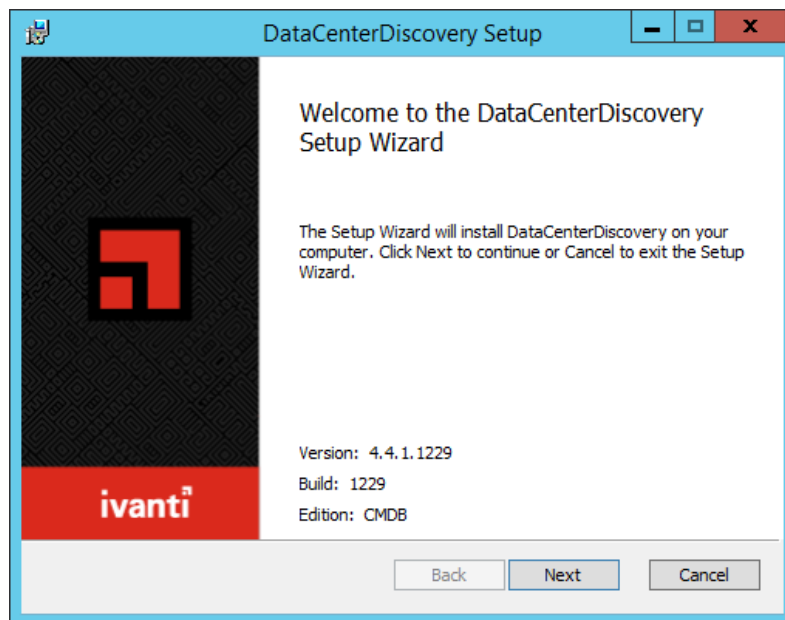 DataCenterDiscovery Setup
Welcome to the DataCenterDiscovery
Setup Wizard
The Setup Wizard will install DataCenterDiscovery on your
computer. Click Next to continue or Cancel to exit the Setup
Wizard.
Version: 4.4.1.1229
Build: 1229
Edition: CMDB
ivanti
Back
Next
Cancel